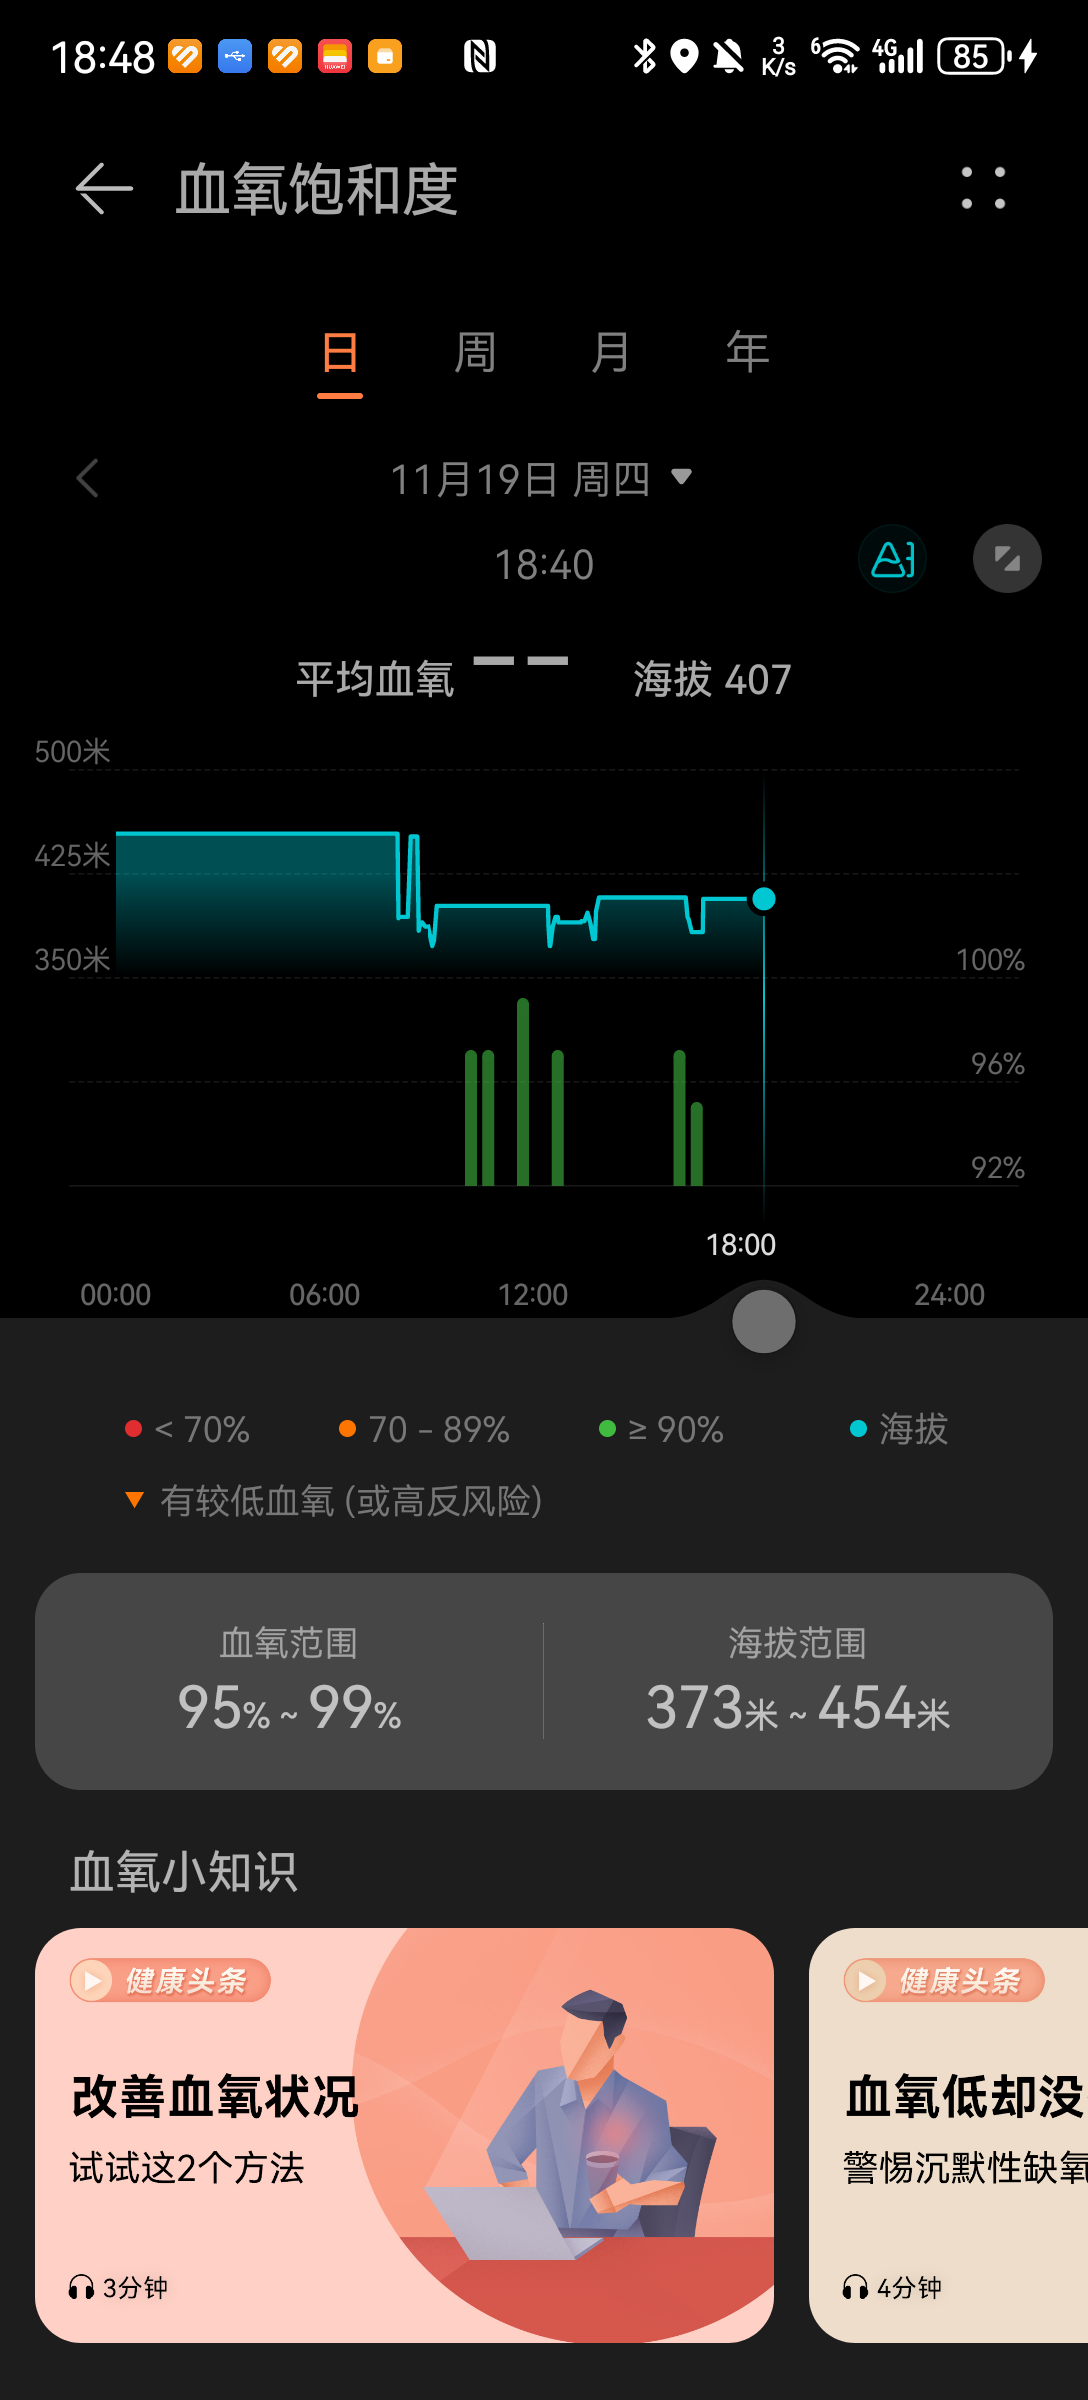 18:48
HUAWEI
3 K/s
6
4G
85
血氧饱和度
日 周 月 年
11月19日 周四
18:40
平均血氧 -- 海拔 407
500米
425米
350米
100%
96%
92%
18:00
00:00 06:00 12:00 24:00
< 70% 70 - 89% ≥ 90% 海拔
有较低血氧 (或高反风险)
血氧范围
95% ~ 99%
海拔范围
373米 ~ 454米
血氧小知识
健康头条
改善血氧状况
试试这2个方法
3分钟
健康头条
血氧低却没
警惕沉默性缺氧
4分钟